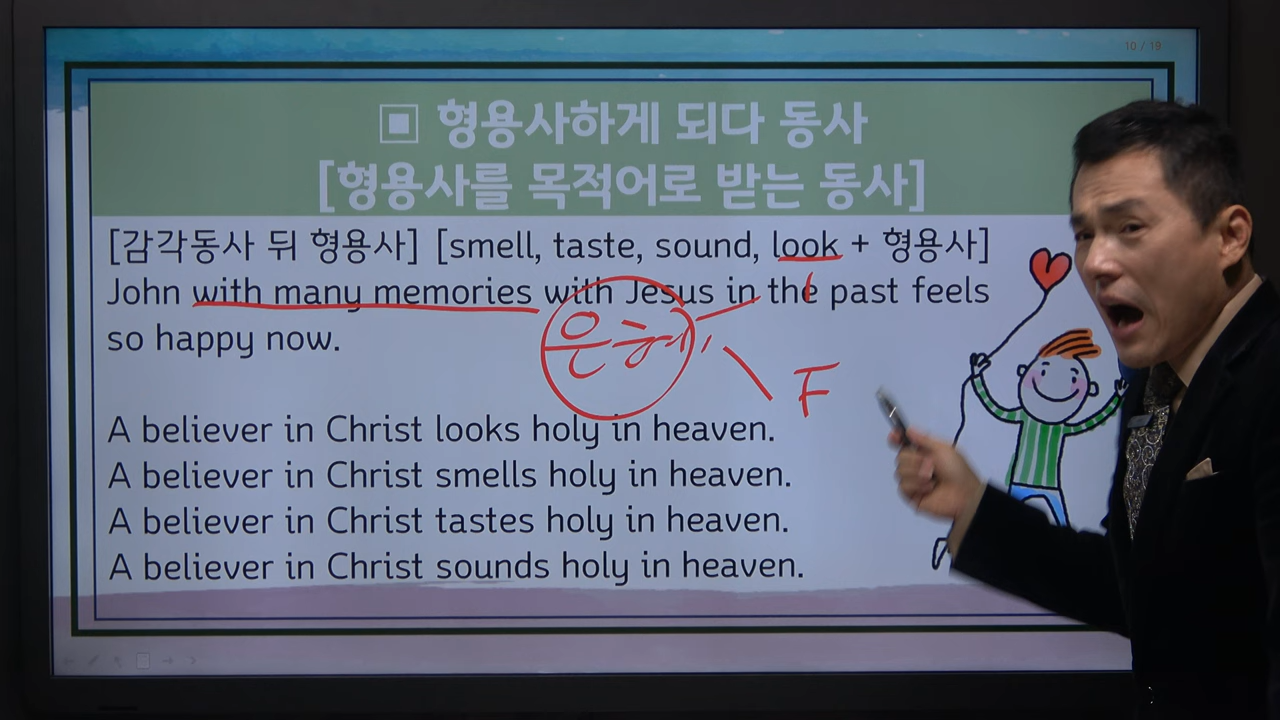 10 / 19
▣ 형용사하게 되다 동사
[형용사를 목적어로 받는 동사]
[감각동사 뒤 형용사] [smell, taste, sound, look + 형용사]
John with many memories with Jesus in the past feels
so happy now.
은혜
F
A believer in Christ looks holy in heaven.
A believer in Christ smells holy in heaven.
A believer in Christ tastes holy in heaven.
A believer in Christ sounds holy in heaven.